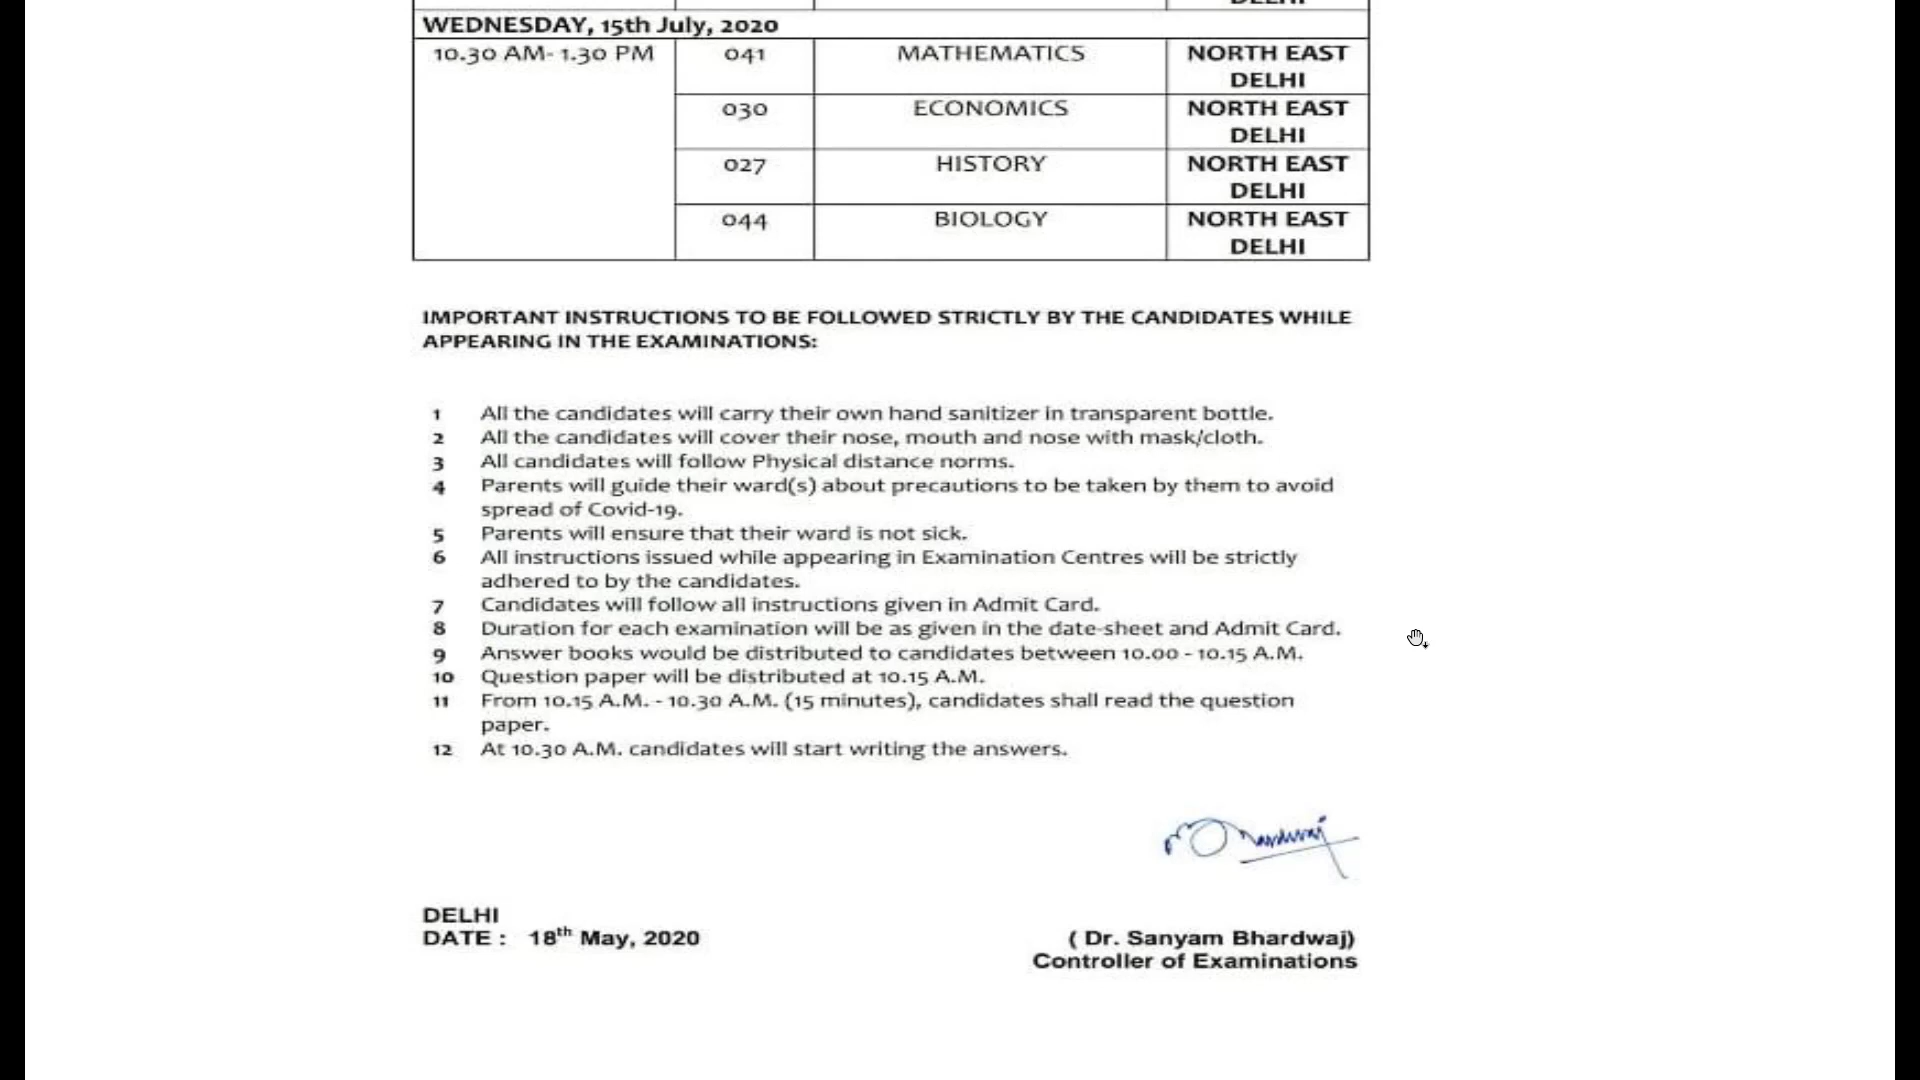 DELHI
WEDNESDAY, 15th July, 2020
10.30 AM- 1.30 PM 041 MATHEMATICS NORTH EAST
DELHI
030 ECONOMICS NORTH EAST
DELHI
027 HISTORY NORTH EAST
DELHI
044 BIOLOGY NORTH EAST
DELHI
IMPORTANT INSTRUCTIONS TO BE FOLLOWED STRICTLY BY THE CANDIDATES WHILE
APPEARING IN THE EXAMINATIONS:
1 All the candidates will carry their own hand sanitizer in transparent bottle.
2 All the candidates will cover their nose, mouth and nose with mask/cloth.
3 All candidates will follow Physical distance norms.
4 Parents will guide their ward(s) about precautions to be taken by them to avoid
spread of Covid-19.
5 Parents will ensure that their ward is not sick.
6 All instructions issued while appearing in Examination Centres will be strictly
adhered to by the candidates.
7 Candidates will follow all instructions given in Admit Card.
8 Duration for each examination will be as given in the date-sheet and Admit Card.
9 Answer books would be distributed to candidates between 10.00 - 10.15 A.M.
10 Question paper will be distributed at 10.15 A.M.
11 From 10.15 A.M. - 10.30 A.M. (15 minutes), candidates shall read the question
paper.
12 At 10.30 A.M. candidates will start writing the answers.
DELHI
DATE : 18th May, 2020
( Dr. Sanyam Bhardwaj)
Controller of Examinations